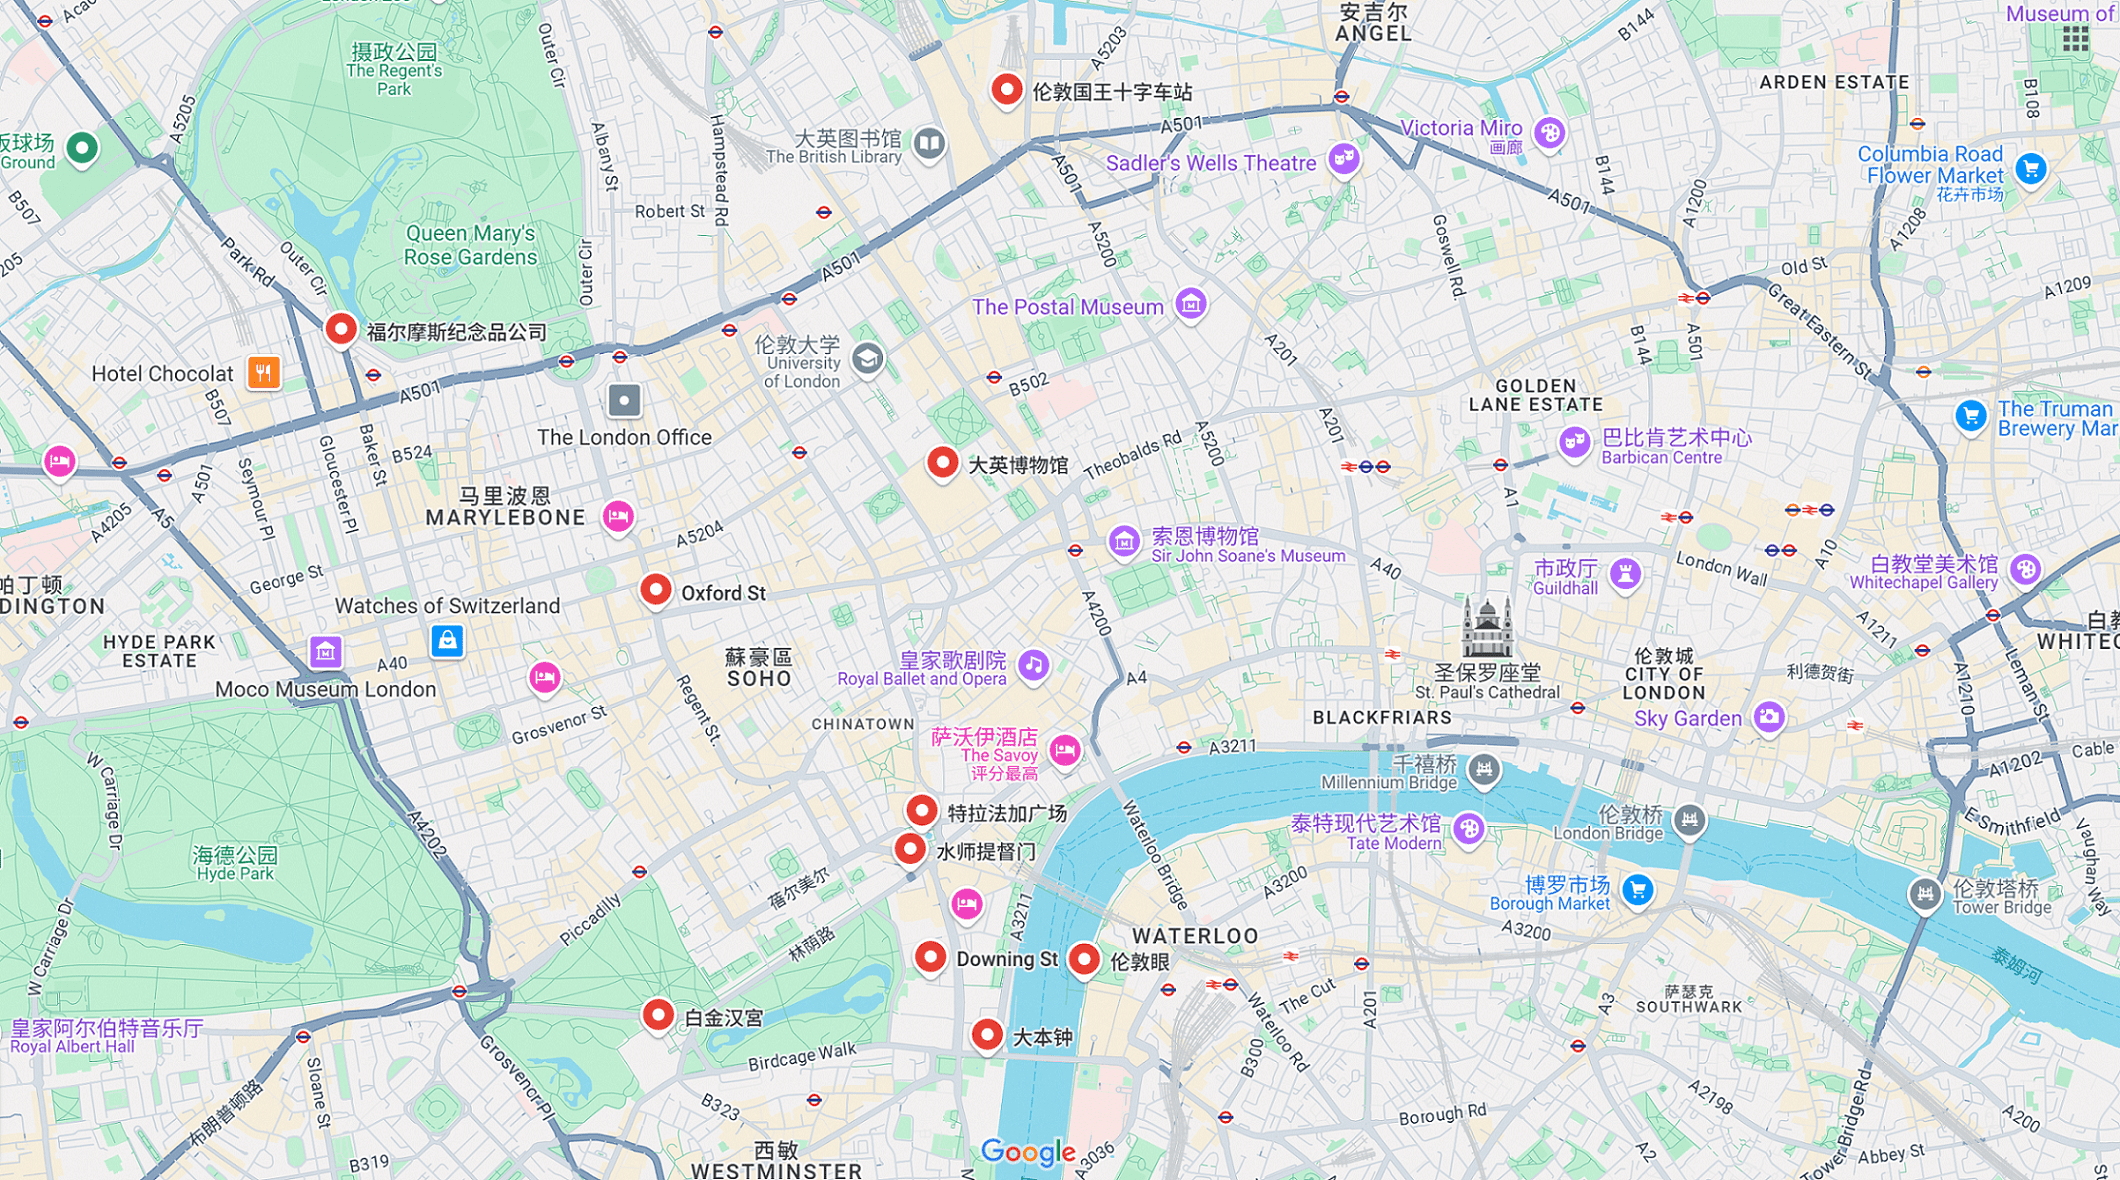 安吉尔
ANGEL
Museum of
摄政公园
The Regent's
Park
Outer Cir
A5203
B144
ARDEN ESTATE
B108
A5205
伦敦国王十字车站
A501
Hampstead Rd
大英图书馆
The British Library
Victoria Miro
画廊
Sadler's Wells Theatre
Columbia Road
Flower Market
花卉市场
Ground
Albany St
A501
B144
A1200
A501
B507
Robert St
Queen Mary's
Rose Gardens
Park Rd
Outer Cir
Outer Cir
A501
A5200
Goswell Rd
A1208
Old St
A1209
Great Eastern St
The Postal Museum
福尔摩斯纪念品公司
伦敦大学
University
of London
A201
B144
A501
Hotel Chocolat
A501
B502
GOLDEN
LANE ESTATE
The London Office
B507
Baker St
Gloucester Pl
B524
A201
A5200
Theobalds Rd
巴比肯艺术中心
Barbican Centre
The Truman
Brewery Mar
大英博物馆
A501
Seymour Pl
马里波恩
MARYLEBONE
A5
A4205
A5204
A1
索恩博物馆
Sir John Soane's Museum
A40
市政厅
Guildhall
London Wall
A10
白教堂美术馆
Whitechapel Gallery
帕丁顿
DINGTON
George St
Oxford St
Watches of Switzerland
A4200
A1211
HYDE PARK
ESTATE
A40
蘇豪區
SOHO
皇家歌剧院
Royal Ballet and Opera
A4
圣保罗座堂
St. Paul's Cathedral
伦敦城
CITY OF
LONDON
利德贺街
Leman St
A1210
WHITEC
Moco Museum London
Regent St.
Grosvenor St
CHINATOWN
BLACKFRIARS
Sky Garden
萨沃伊酒店
The Savoy
评分最高
A3211
千禧桥
Millennium Bridge
A1202
W Carriage Dr
A4202
特拉法加广场
Waterloo Bridge
泰特现代艺术馆
Tate Modern
伦敦桥
London Bridge
E Smithfield
Vaughan Way
水师提督门
海德公园
Hyde Park
蓓尔美尔
A3200
博罗市场
Borough Market
伦敦塔桥
Tower Bridge
W Carriage Dr
Piccadilly
林荫路
A3211
WATERLOO
A3200
Downing St
伦敦眼
泰姆河
The Cut
A201
A3
萨瑟克
SOUTHWARK
皇家阿尔伯特音乐厅
Royal Albert Hall
白金汉宫
大本钟
Waterloo Rd
B300
Birdcage Walk
Grosvenor Pl
Sloane St
布朗普顿路
B323
Borough Rd
A2198
A200
Tower Bridge Rd
A2
Abbey St
西敏
WESTMINSTER
B319
Google
A3036